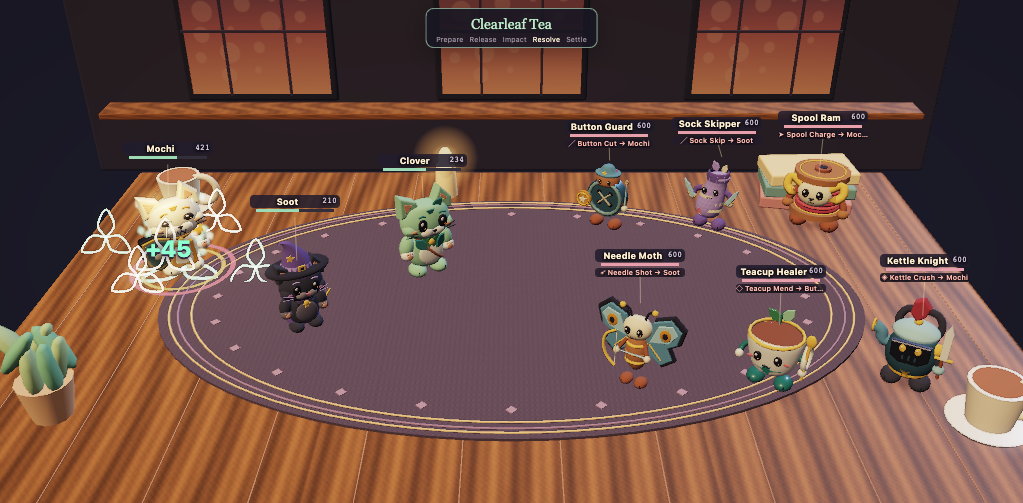 Clearleaf Tea
Prepare Release Impact Resolve Settle
Mochi 421
+45
Soot 210
Clover 234
Button Guard 600
Button Cut → Mochi
Sock Skipper 600
Sock Skip → Soot
Spool Ram 600
Spool Charge → Moc...
Needle Moth 600
Needle Shot → Soot
Teacup Healer 600
Teacup Mend → But...
Kettle Knight 600
Kettle Crush → Mochi